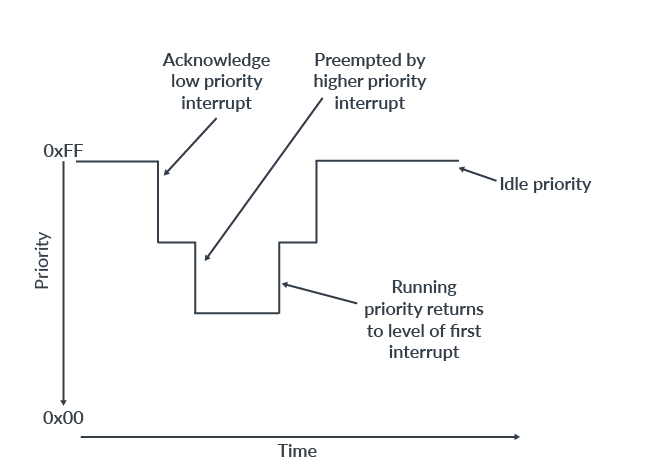 Acknowledge
low priority
interrupt
Preempted by
higher priority
interrupt
0xFF
Idle priority
Priority
Running
priority returns
to level of first
interrupt
0x00
Time